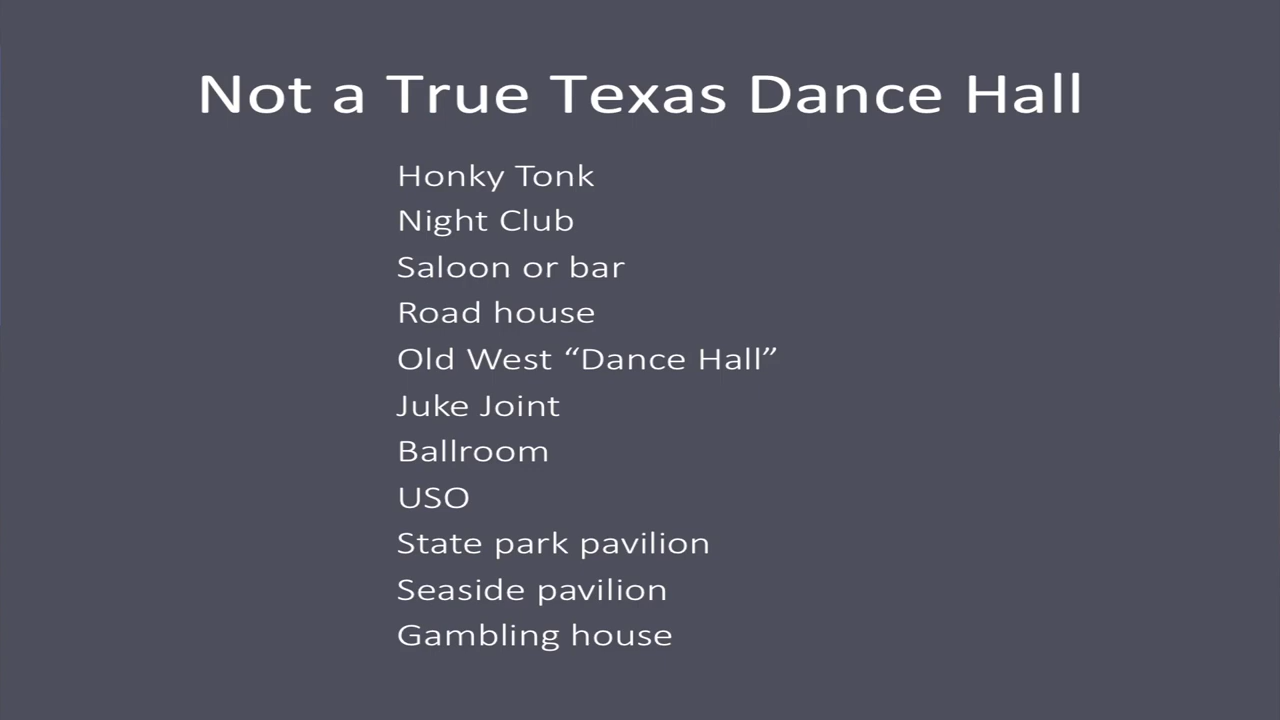 Not a True Texas Dance Hall
Honky Tonk
Night Club
Saloon or bar
Road house
Old West “Dance Hall”
Juke Joint
Ballroom
USO
State park pavilion
Seaside pavilion
Gambling house